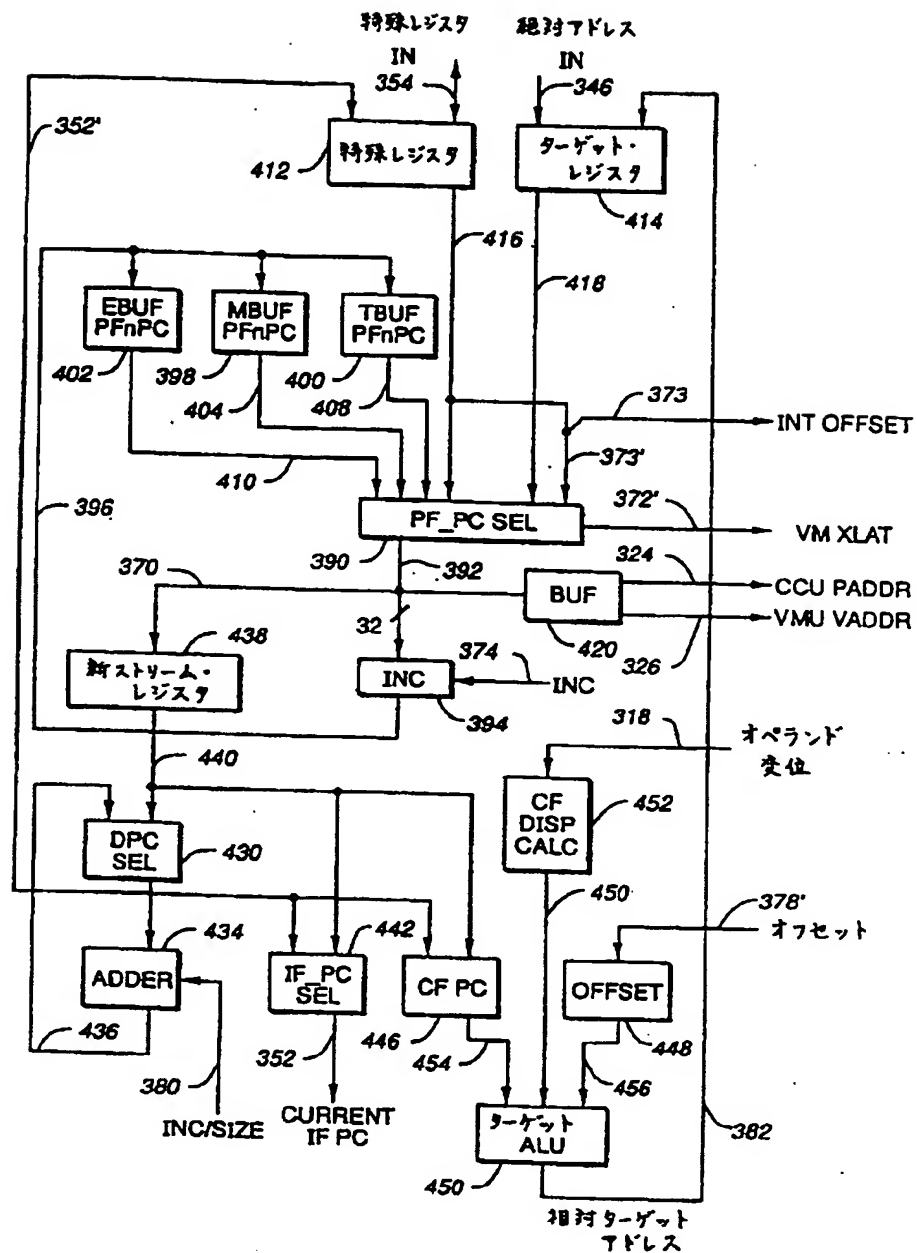 特殊レジスタ
IN
354
絶対アドレス
IN
346
352'
412
特殊レジスタ
ターゲット・
レジスタ
414
416
418
EBUF
PFnPC
MBUF
PFnPC
TBUF
PFnPC
402
398
400
404
408
373
INT OFFSET
410
373'
396
PF_PC SEL
372'
VM XLAT
390
392
370
324
BUF
CCU PADDR
VMU VADDR
32
438
420
326
新ストリーム・
レジスタ
374
INC
INC
394
318
オペランド
変位
440
CF
DISP
CALC
452
DPC
SEL
430
450
378'
オフセット
434
442
ADDER
IF_PC
SEL
CF PC
OFFSET
436
352
446
454
448
456
380
INC/SIZE
CURRENT
IF PC
ターゲット
ALU
382
450
相対ターゲット
アドレス